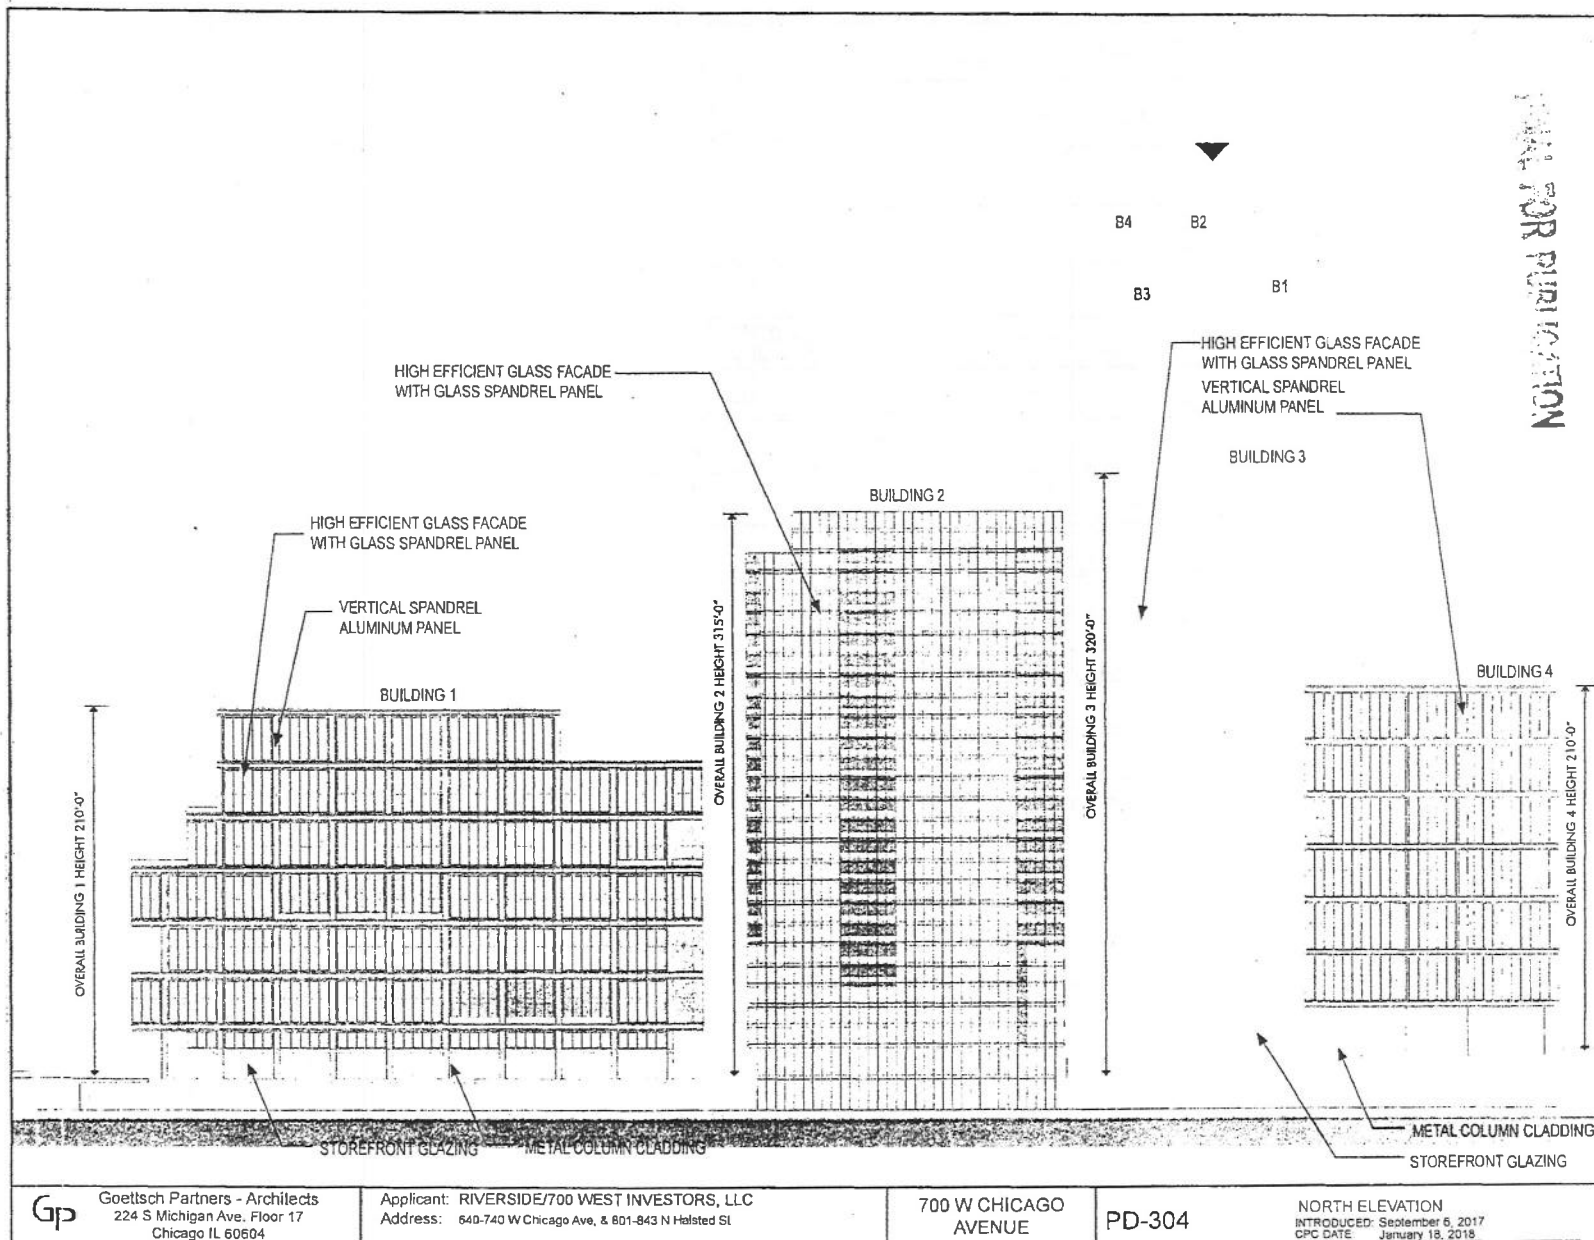 FOR PUBLICATION
B4
B2
B3
B1
HIGH EFFICIENT GLASS FACADE
WITH GLASS SPANDREL PANEL
VERTICAL SPANDREL
ALUMINUM PANEL
BUILDING 3
HIGH EFFICIENT GLASS FACADE
WITH GLASS SPANDREL PANEL
BUILDING 2
HIGH EFFICIENT GLASS FACADE
WITH GLASS SPANDREL PANEL
VERTICAL SPANDREL
ALUMINUM PANEL
BUILDING 1
BUILDING 4
OVERALL BUILDING 1 HEIGHT 210'-0"
OVERALL BUILDING 2 HEIGHT 315'-0"
OVERALL BUILDING 3 HEIGHT 320'-0"
OVERALL BUILDING 4 HEIGHT 210'-0"
STOREFRONT GLAZING
METAL COLUMN CLADDING
METAL COLUMN CLADDING
STOREFRONT GLAZING
Gp
Goettsch Partners - Architects
224 S Michigan Ave. Floor 17
Chicago IL 60604
Applicant: RIVERSIDE/700 WEST INVESTORS, LLC
Address: 640-740 W Chicago Ave, & 801-843 N Halsted St
700 W CHICAGO
AVENUE
PD-304
NORTH ELEVATION
INTRODUCED: September 6, 2017
CPC DATE January 18, 2018